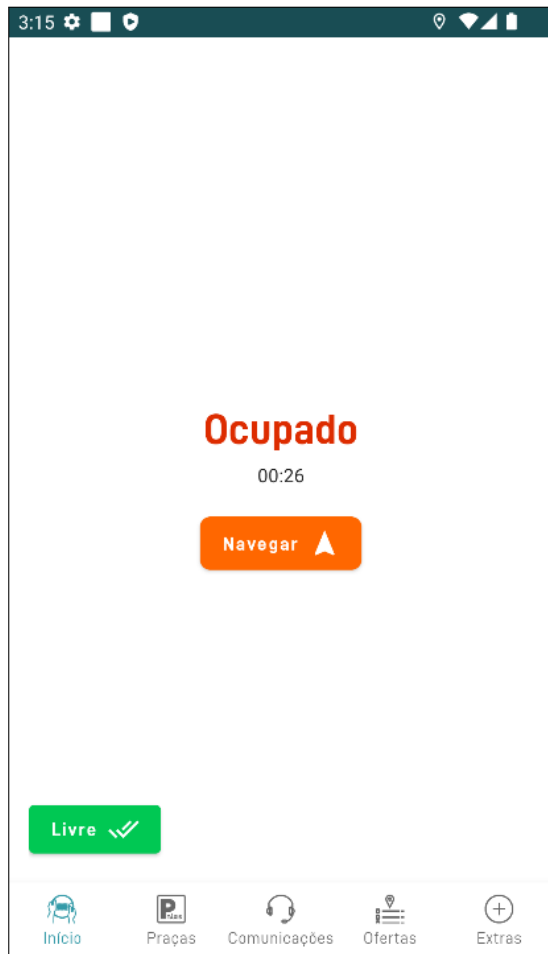 3:15
Ocupado
00:26
Navegar
Livre
Início
Praças
Comunicações
Ofertas
Extras